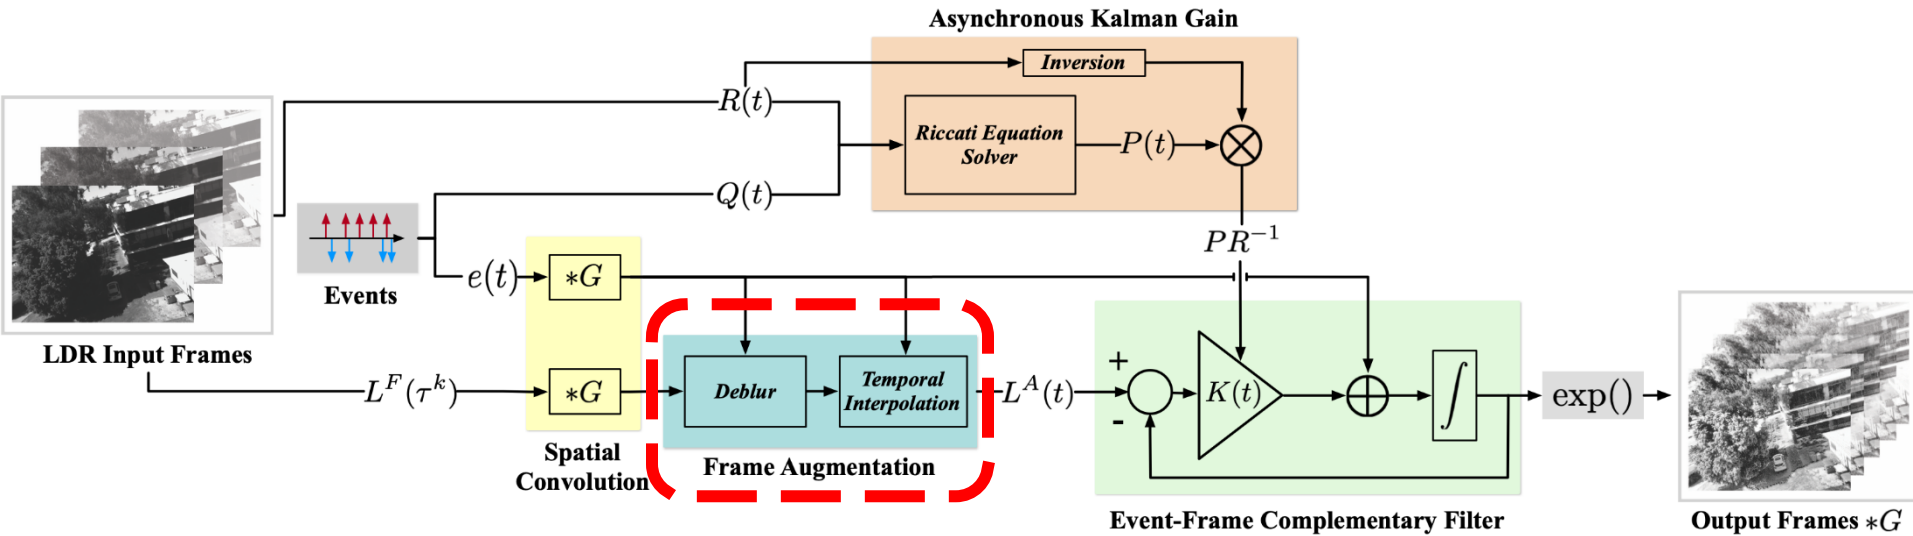 Asynchronous Kalman Gain
Inversion
R(t)
Riccati Equation
Solver
P(t)
Q(t)
PR⁻¹
e(t)
*G
Events
LDR Input Frames
L^F(τ^k)
*G
Deblur
Temporal
Interpolation
L^A(t)
+
-
K(t)
∫
exp()
Spatial
Convolution
Frame Augmentation
Event-Frame Complementary Filter
Output Frames *G